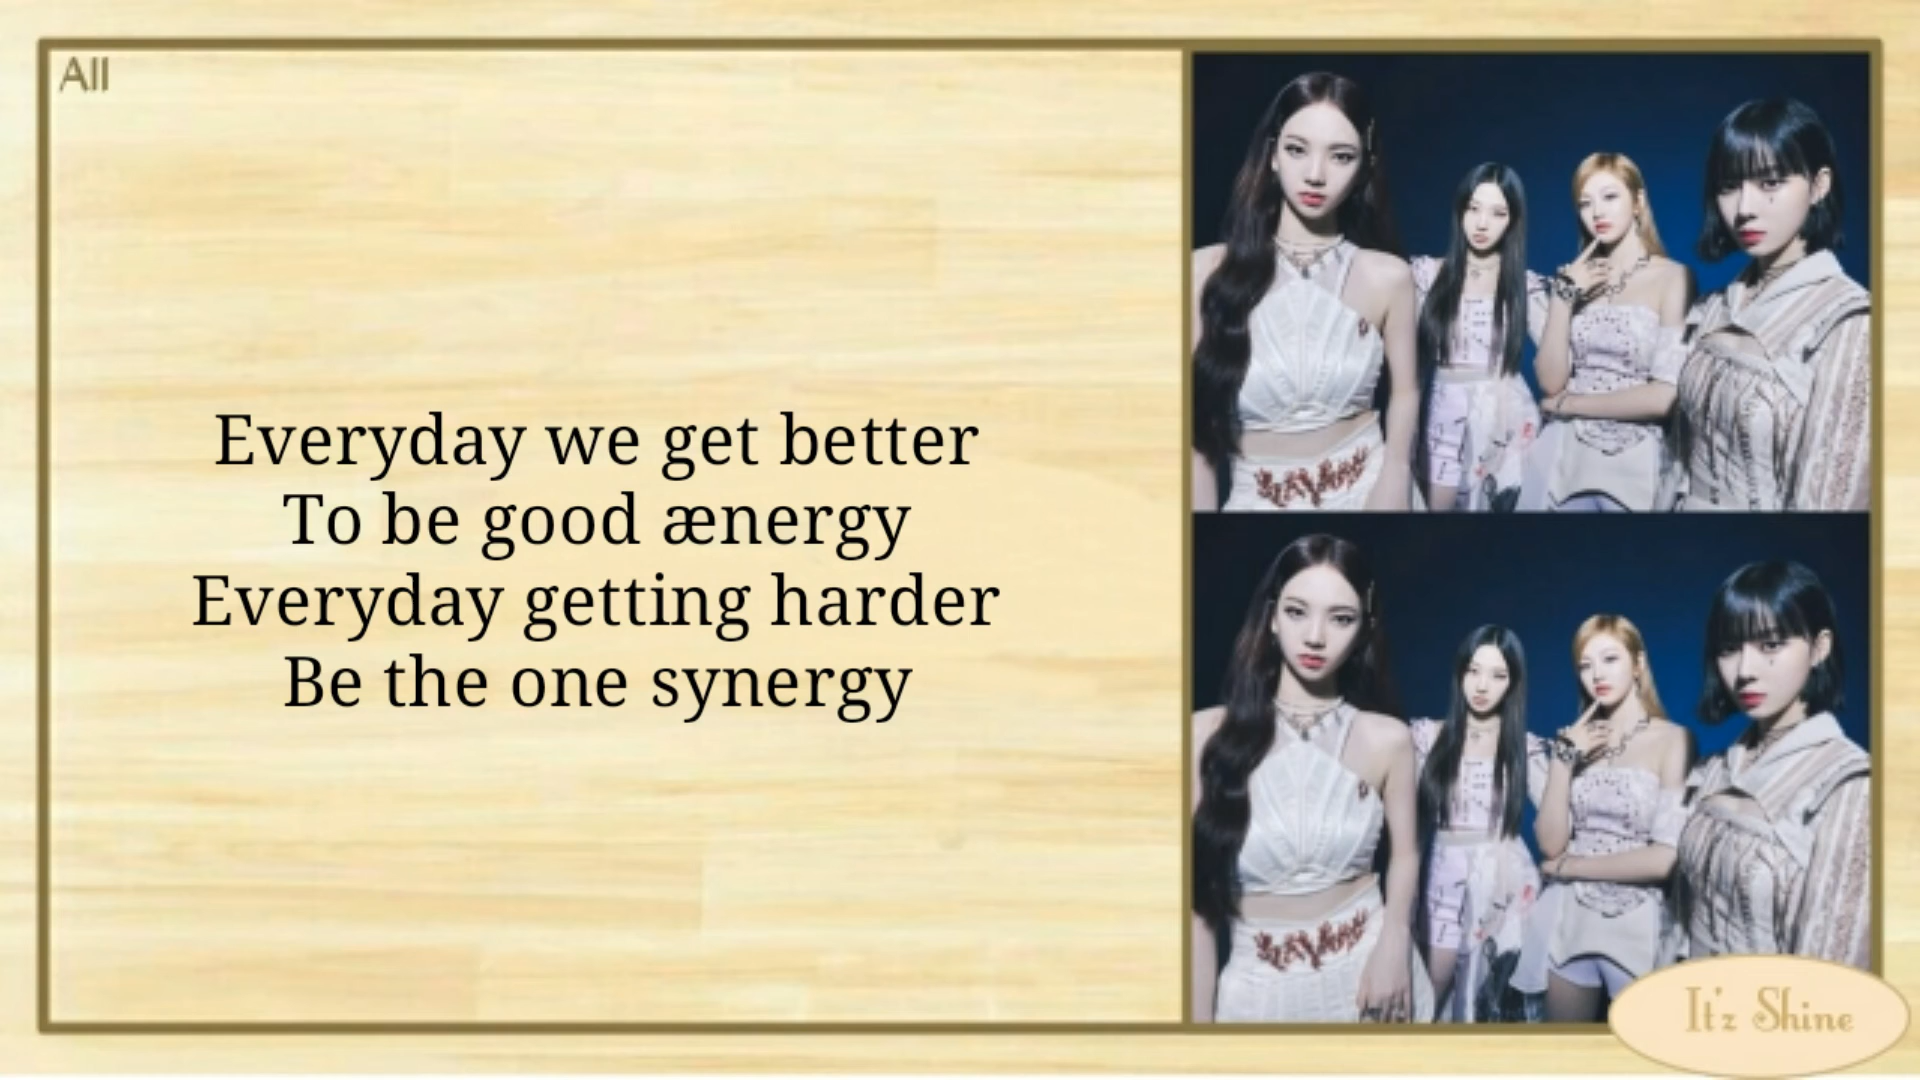 All
Everyday we get better
To be good ænergy
Everyday getting harder
Be the one synergy
It'z Shine